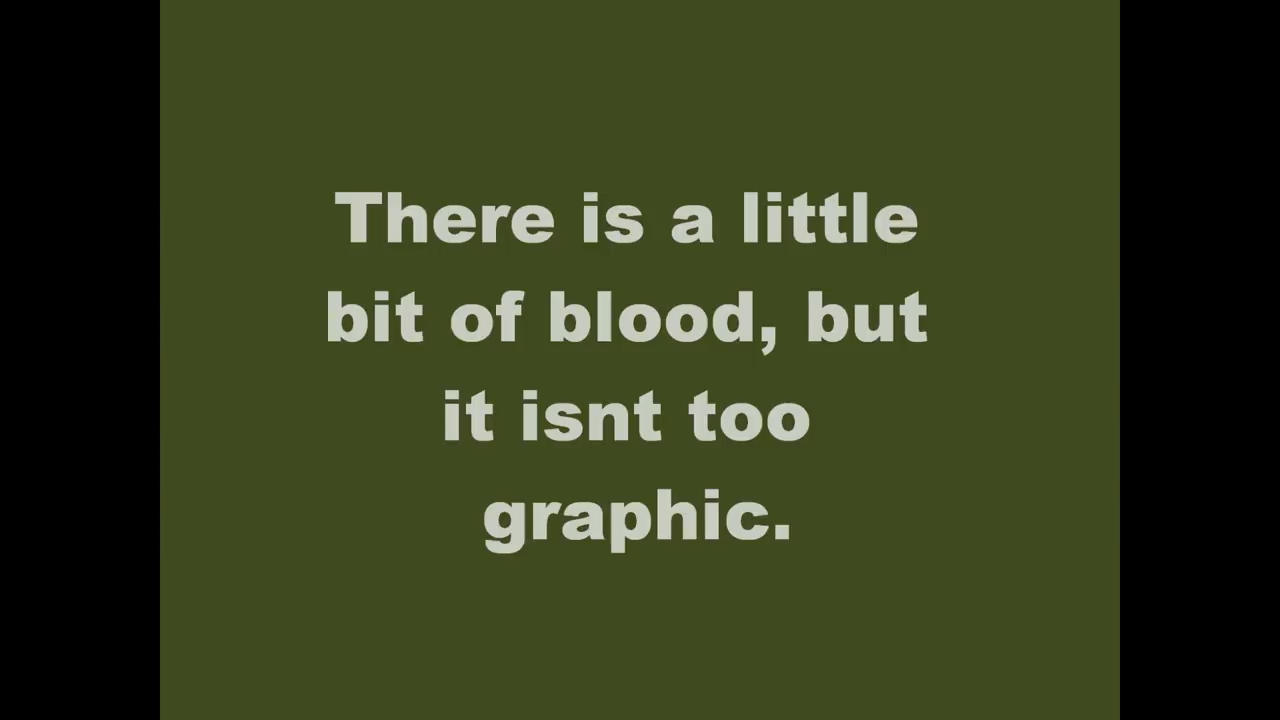 There is a little
bit of blood, but
it isnt too
graphic.